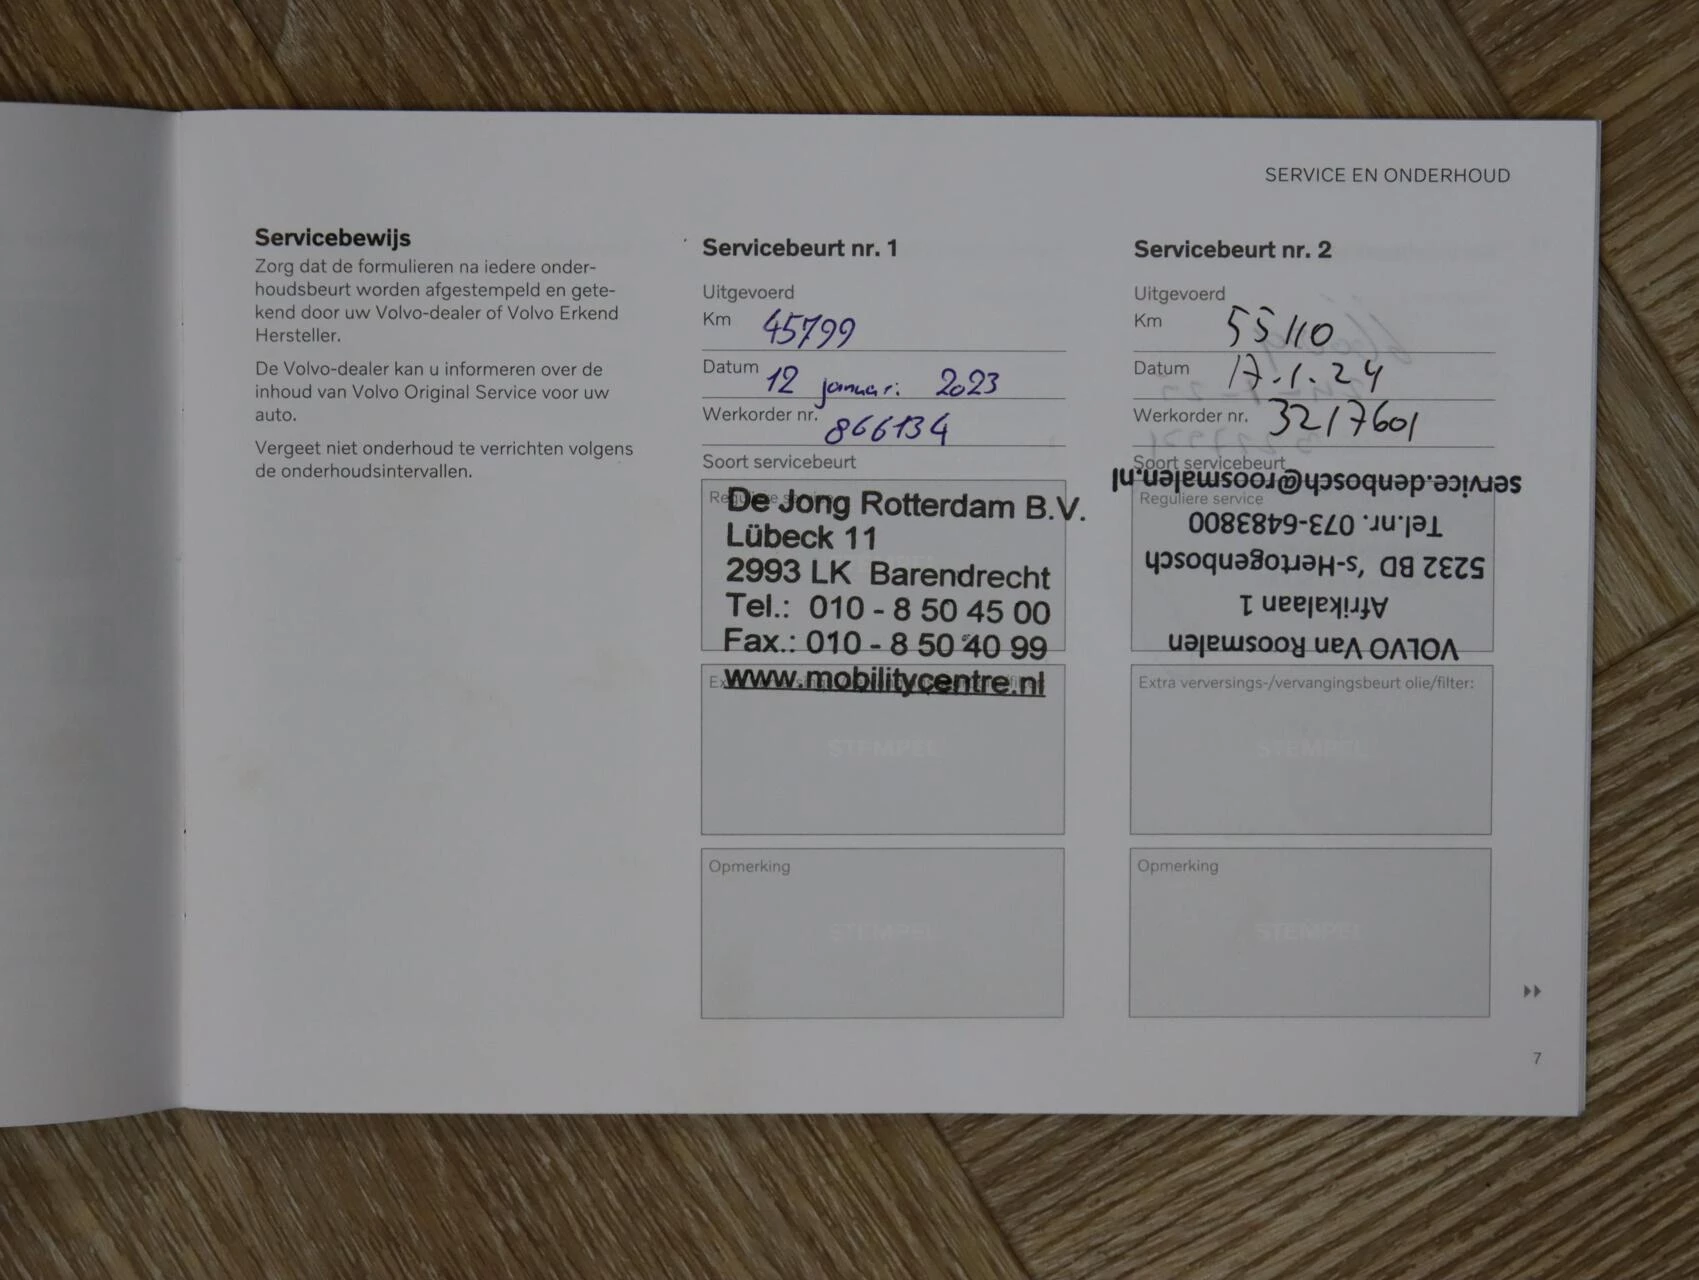 SERVICE EN ONDERHOUD
Servicebewijs
Zorg dat de formulieren na iedere onder-
houdsbeurt worden afgestempeld en gete-
kend door uw Volvo-dealer of Volvo Erkend
Hersteller.
De Volvo-dealer kan u informeren over de
inhoud van Volvo Original Service voor uw
auto.
Vergeet niet onderhoud te verrichten volgens
de onderhoudsintervallen.
Servicebeurt nr. 1
Uitgevoerd
Km 45799
Datum 12 januari 2023
Werkorder nr. 866134
Soort servicebeurt
Reguliere service
De Jong Rotterdam B.V.
Lübeck 11
2993 LK Barendrecht
Tel.: 010 - 8 50 45 00
Fax.: 010 - 8 50 40 99
www.mobilitycentre.nl
STEMPEL
Opmerking
STEMPEL
Servicebeurt nr. 2
Uitgevoerd
Km 55110
Datum 17.1.24
Werkorder nr. 3217601
Soort servicebeurt
Reguliere service
VOLVO Van Roosmalen
Afrikalaan 1
5232 BD 's-Hertogenbosch
Tel.nr. 073-6483800
service.denbosch@roosmalen.nl
Extra verversings-/vervangingsbeurt olie/filter:
STEMPEL
Opmerking
STEMPEL
7